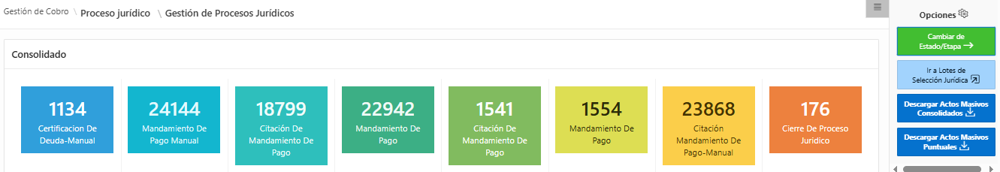 Gestión de Cobro \ Proceso jurídico \ Gestión de Procesos Jurídicos
Consolidado
1134
Certificacion De
Deuda-Manual
24144
Mandamiento De
Pago Manual
18799
Citación De
Mandamiento De
Pago
22942
Mandamiento De
Pago
1541
Citación De
Mandamiento De
Pago
1554
Mandamiento De
Pago
23868
Citación
Mandamiento De
Pago-Manual
176
Cierre De Proceso
Juridico
Opciones
Cambiar de
Estado/Etapa
Ir a Lotes de
Selección Jurídica
Descargar Actos Masivos
Consolidados
Descargar Actos Masivos
Puntuales